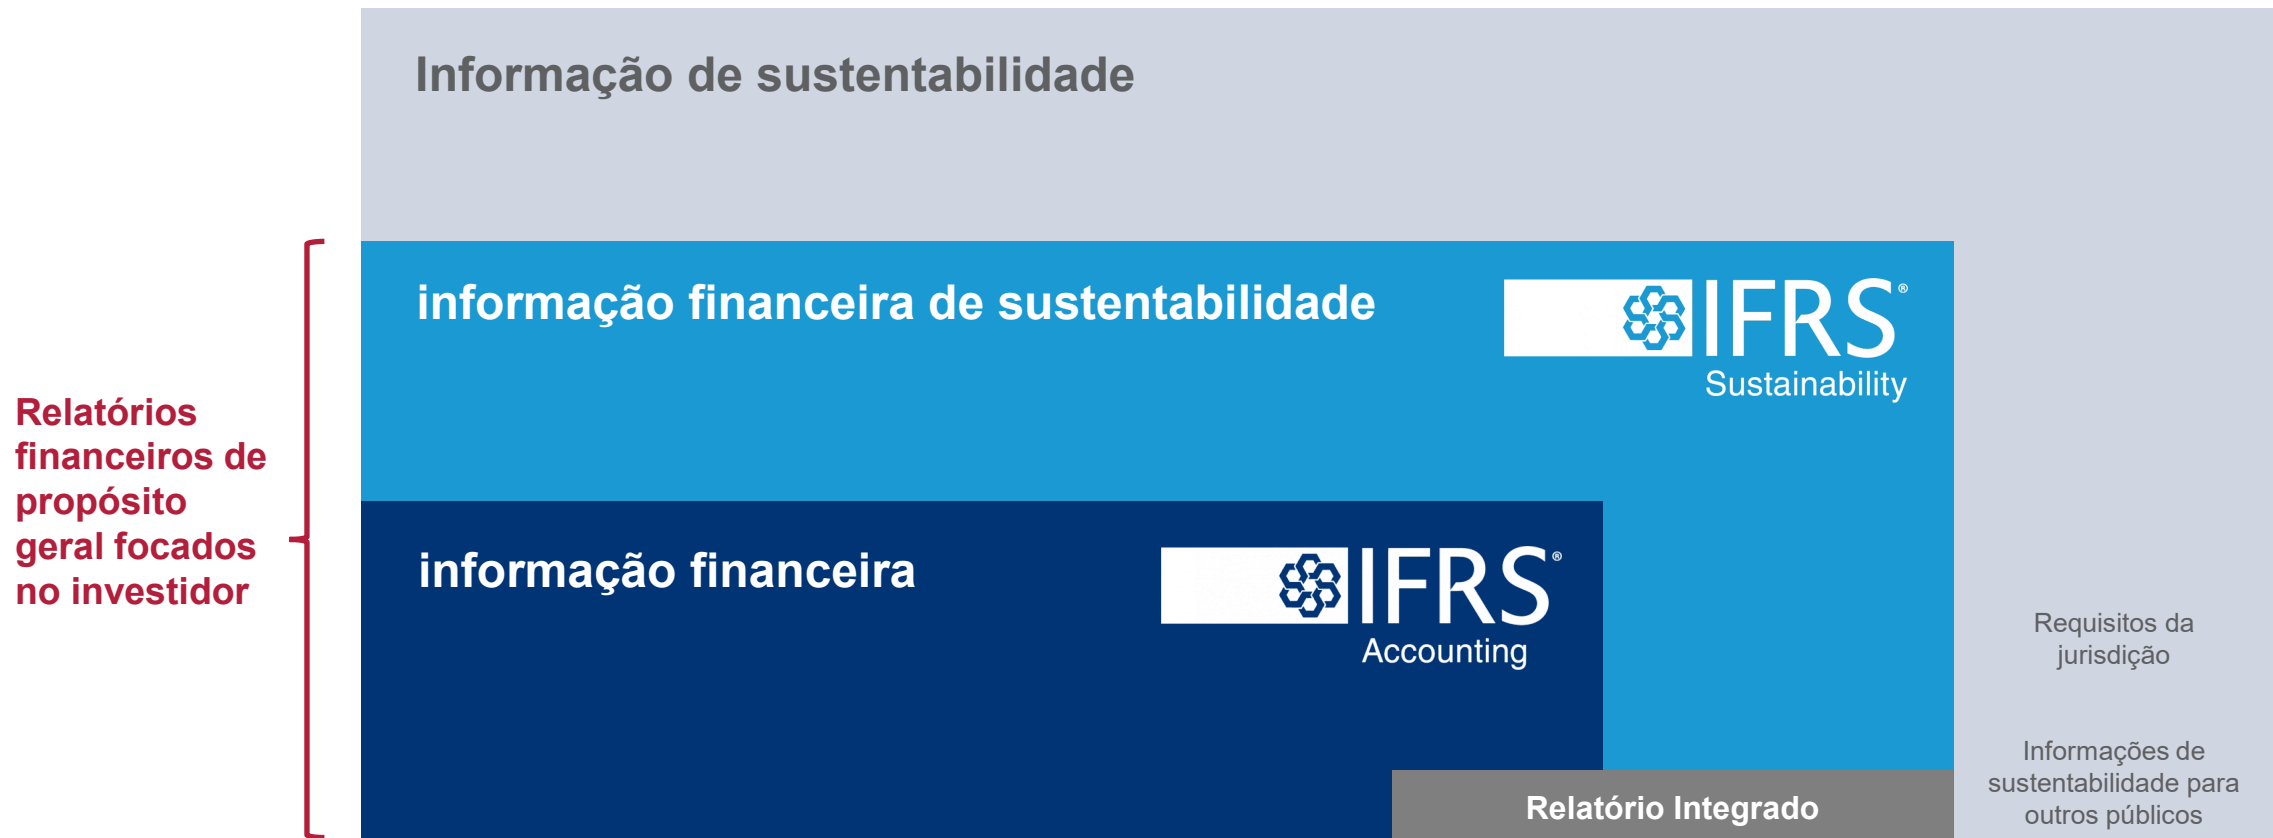 Informação de sustentabilidade
informação financeira de sustentabilidade
IFRS®
Sustainability
Relatórios
financeiros de
propósito
geral focados
no investidor
informação financeira
IFRS®
Accounting
Requisitos da
jurisdição
Informações de
sustentabilidade para
outros públicos
Relatório Integrado